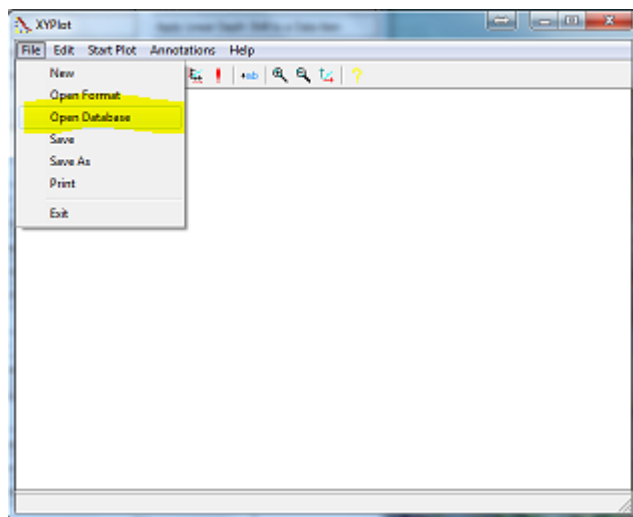 XYPlot
File Edit Start Plot Annotations Help
New
Open Format
Open Database
Save
Save As
Print
Exit